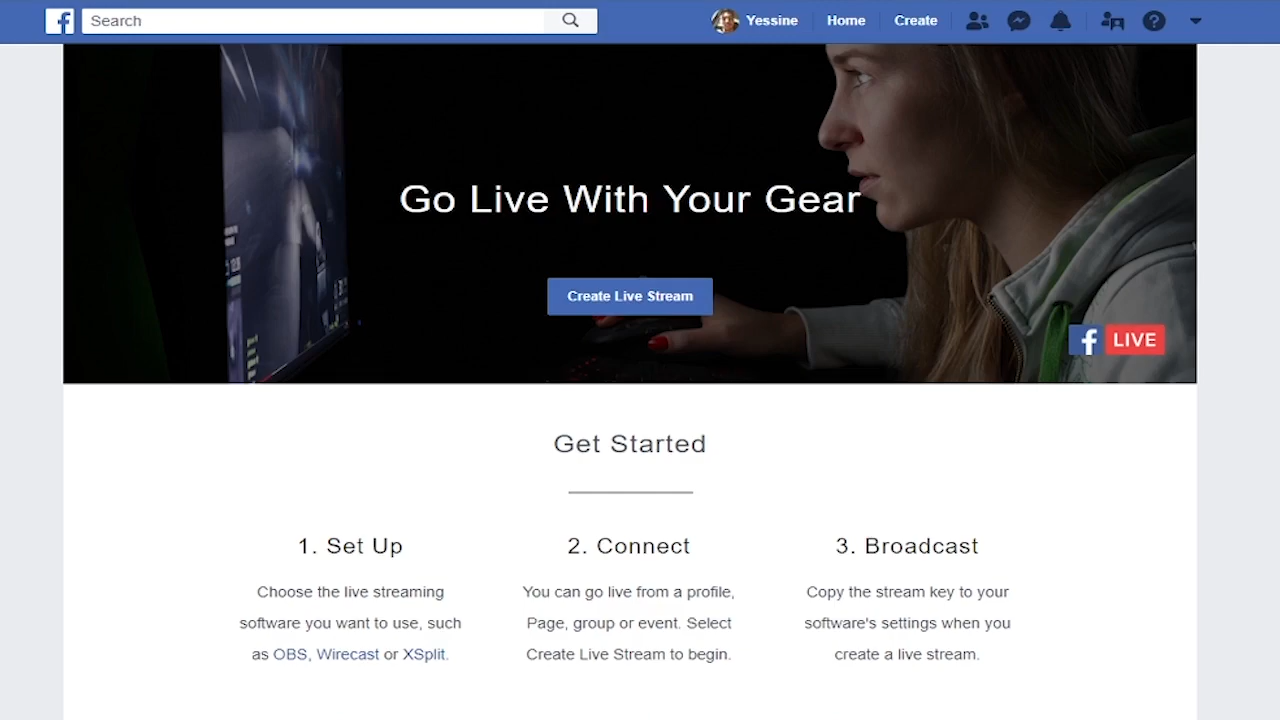 f Search Yessine Home Create
Go Live With Your Gear
Create Live Stream
f LIVE
Get Started
1. Set Up
Choose the live streaming
software you want to use, such
as OBS, Wirecast or XSplit.
2. Connect
You can go live from a profile,
Page, group or event. Select
Create Live Stream to begin.
3. Broadcast
Copy the stream key to your
software's settings when you
create a live stream.